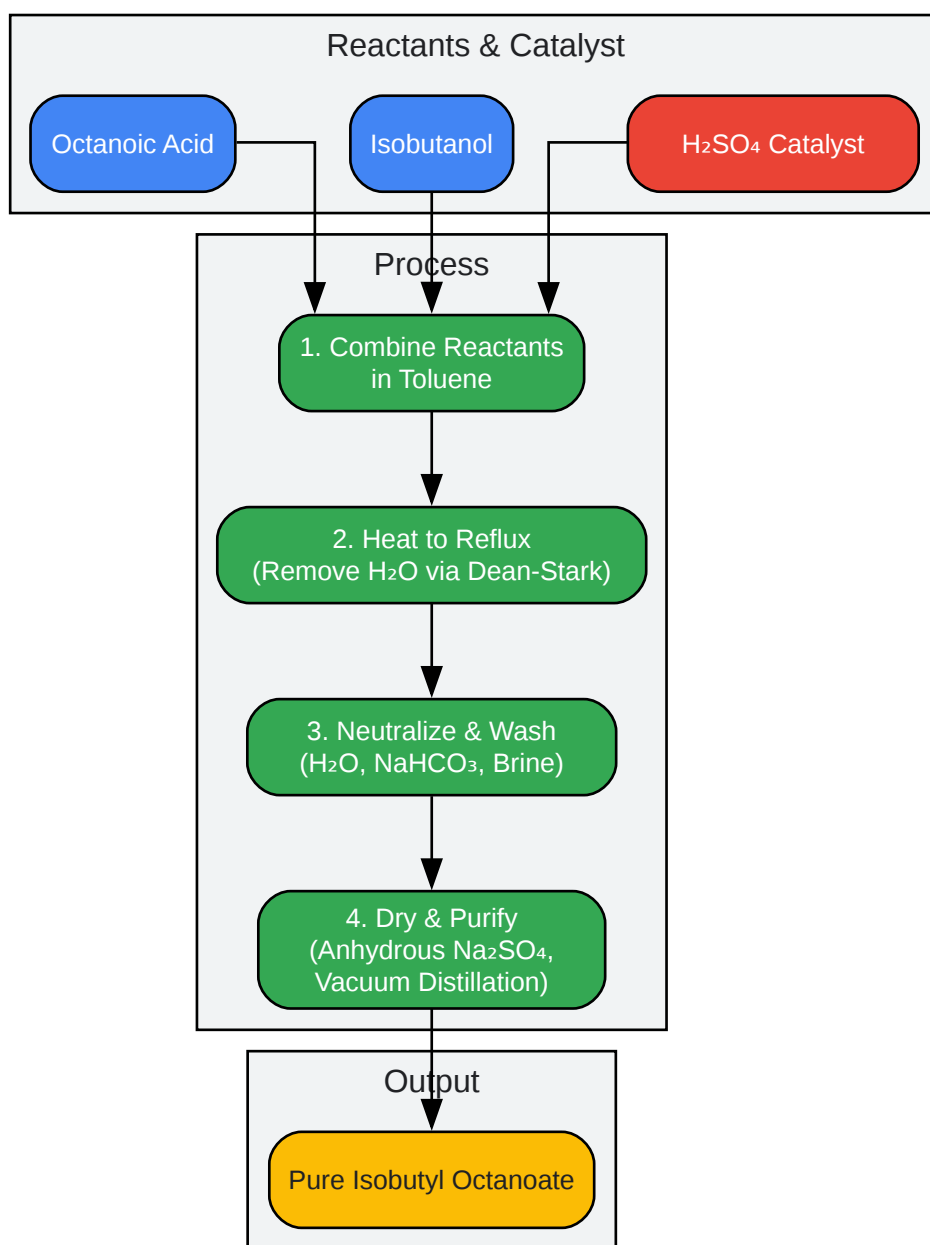 Reactants & Catalyst
Octanoic Acid
Isobutanol
H₂SO₄ Catalyst
Process
1. Combine Reactants
in Toluene
2. Heat to Reflux
(Remove H₂O via Dean-Stark)
3. Neutralize & Wash
(H₂O, NaHCO₃, Brine)
4. Dry & Purify
(Anhydrous Na₂SO₄,
Vacuum Distillation)
Output
Pure Isobutyl Octanoate